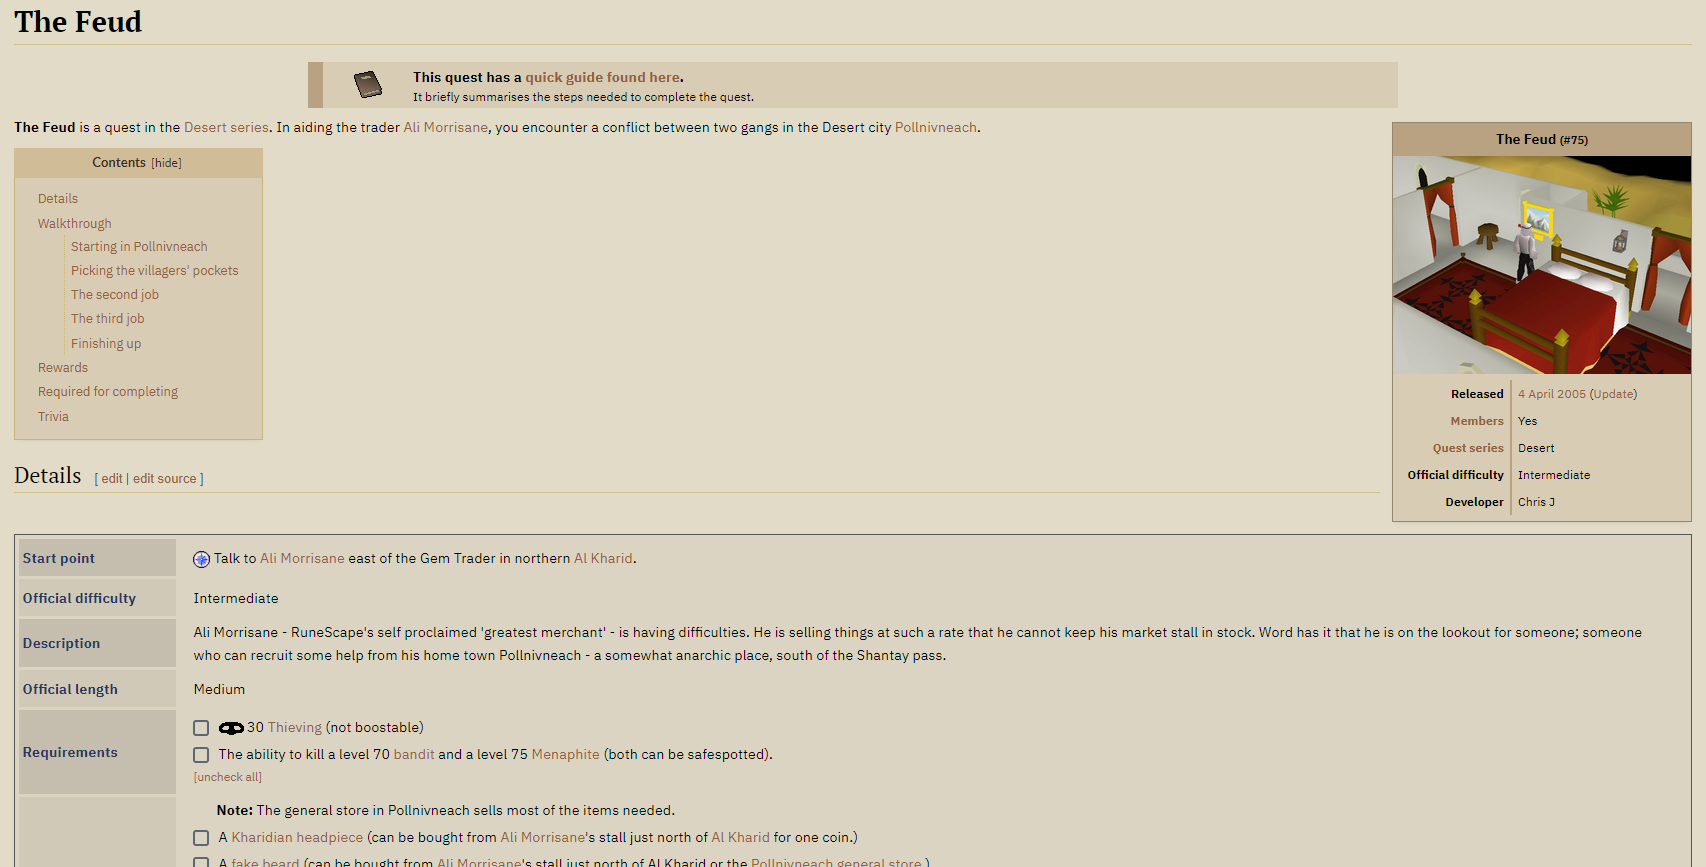 The Feud
This quest has a quick guide found here.
It briefly summarises the steps needed to complete the quest.
The Feud is a quest in the Desert series. In aiding the trader Ali Morrisane, you encounter a conflict between two gangs in the Desert city Pollnivneach.
Contents [hide]
Details
Walkthrough
Starting in Pollnivneach
Picking the villagers' pockets
The second job
The third job
Finishing up
Rewards
Required for completing
Trivia
The Feud (#75)
Released 4 April 2005 (Update)
Members Yes
Quest series Desert
Official difficulty Intermediate
Developer Chris J
Details [ edit | edit source ]
Start point Talk to Ali Morrisane east of the Gem Trader in northern Al Kharid.
Official difficulty Intermediate
Description Ali Morrisane - RuneScape's self proclaimed 'greatest merchant' - is having difficulties. He is selling things at such a rate that he cannot keep his market stall in stock. Word has it that he is on the lookout for someone; someone
who can recruit some help from his home town Pollnivneach - a somewhat anarchic place, south of the Shantay pass.
Official length Medium
Requirements
30 Thieving (not boostable)
The ability to kill a level 70 bandit and a level 75 Menaphite (both can be safespotted).
[uncheck all]
Note: The general store in Pollnivneach sells most of the items needed.
A Kharidian headpiece (can be bought from Ali Morrisane's stall just north of Al Kharid for one coin.)
A fake beard (can be bought from Ali Morrisane's stall just north of Al Kharid or the Pollnivneach general store.)